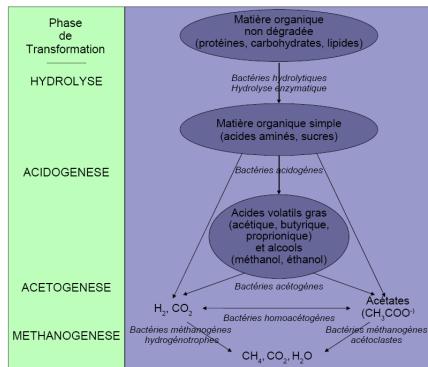 Phase
de
Transformation
Matière organique
non dégradée
(protéines, carbohydrates, lipides)
HYDROLYSE
Bactéries hydrolytiques
Hydrolyse enzymatique
Matière organique simple
(acides aminés, sucres)
ACIDOGENESE
Bactéries acidogènes
Acides volatils gras
(acétique, butyrique,
proprionique)
et alcools
(méthanol, éthanol)
ACETOGENESE
Bactéries acétogènes
H₂, CO₂
Acétates
(CH₃COO⁻)
Bactéries homoacétogènes
METHANOGENESE
Bactéries méthanogènes
hydrogénotrophes
Bactéries méthanogènes
acétoclastes
CH₄, CO₂, H₂O